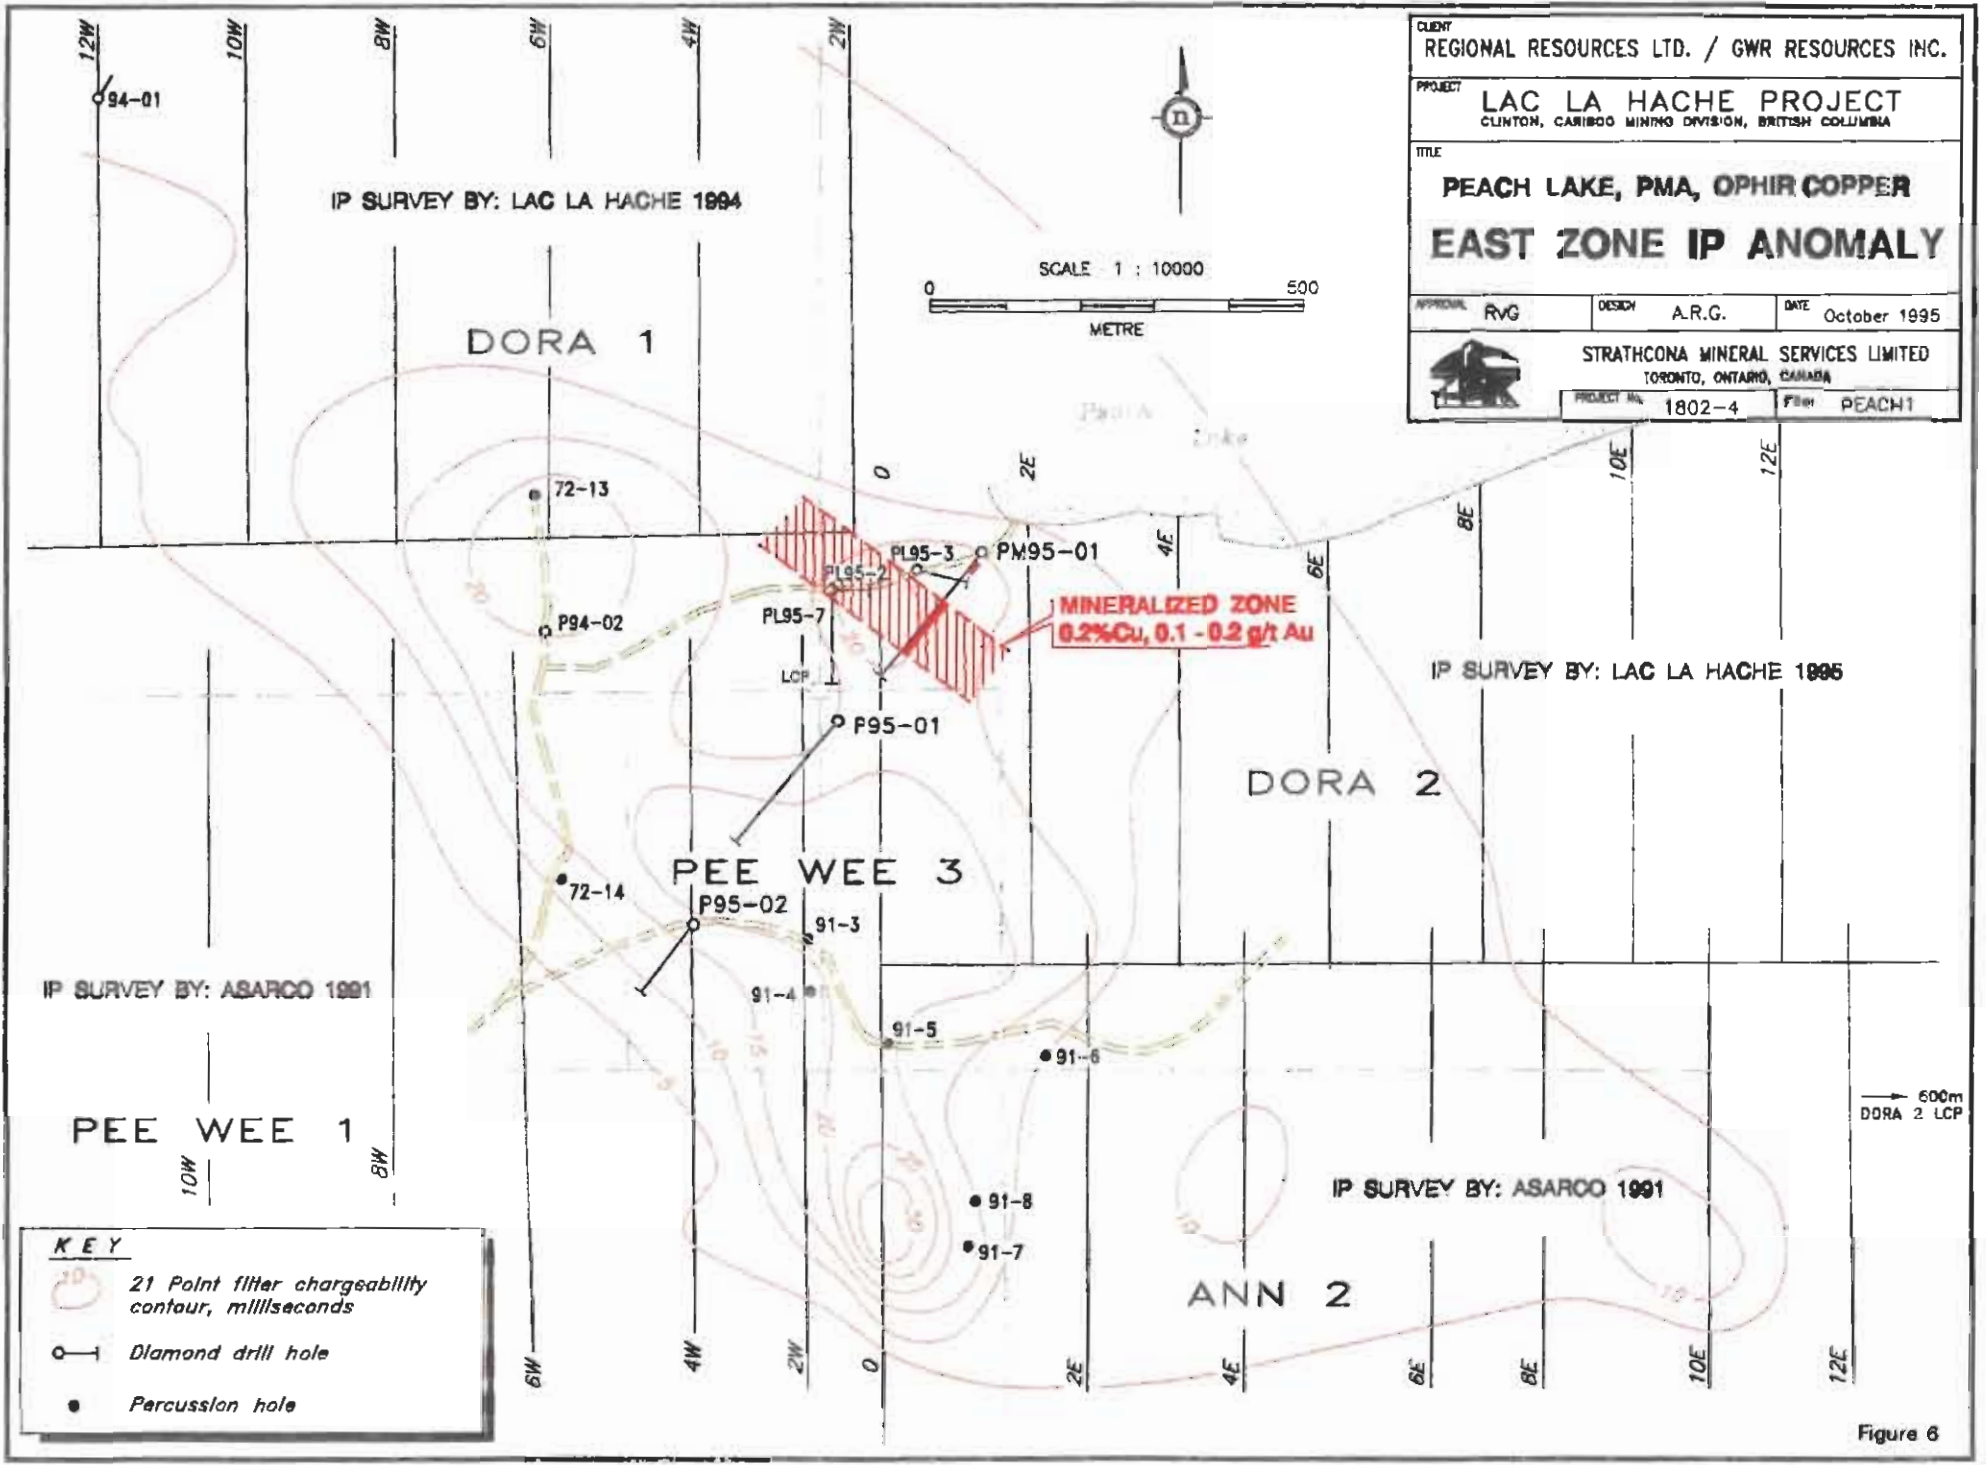 12W
10W
8W
6W
4W
2W
94-01
IP SURVEY BY: LAC LA HACHE 1994
n
SCALE 1 : 10000
0
500
METRE
CLIENT
REGIONAL RESOURCES LTD. / GWR RESOURCES INC.
PROJECT
LAC LA HACHE PROJECT
CLINTON, CARIBOO MINING DIVISION, BRITISH COLUMBIA
TITLE
PEACH LAKE, PMA, OPHIR COPPER
EAST ZONE IP ANOMALY
APPROVAL RVG
DESIGN A.R.G.
DATE October 1995
STRATHCONA MINERAL SERVICES LIMITED
TORONTO, ONTARIO, CANADA
PROJECT No. 1802-4
PEACH1
DORA 1
Lake
0
2E
4E
6E
8E
10E
12E
72-13
20
P94-02
PL95-3
PL95-2
PM95-01
PL95-7
20
LCP
MINERALIZED ZONE
0.2%Cu, 0.1 - 0.2 g/t Au
IP SURVEY BY: LAC LA HACHE 1995
P95-01
DORA 2
PEE WEE 3
72-14
P95-02
91-3
91-4
IP SURVEY BY: ASARCO 1991
91-5
91-6
10
15
5
20
600m
DORA 2 LCP
PEE WEE 1
10W
8W
IP SURVEY BY: ASARCO 1991
91-8
91-7
10
10
ANN 2
KEY
10
21 Point filter chargeability
contour, milliseconds
Diamond drill hole
Percussion hole
6W
4W
2W
0
2E
4E
6E
8E
10E
12E
Figure 6